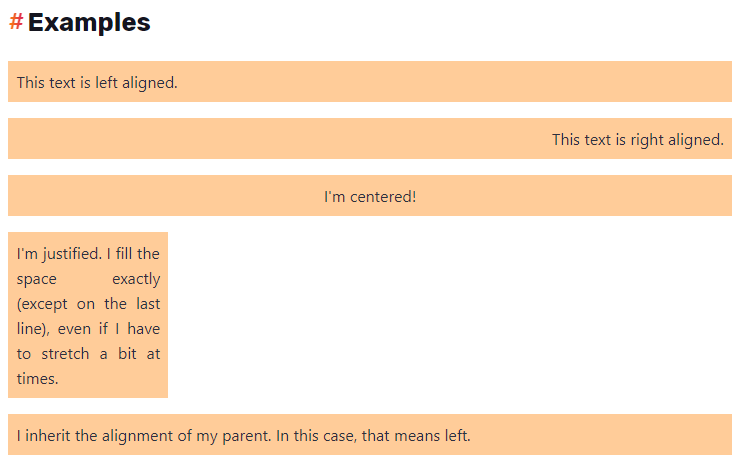 # Examples
This text is left aligned.
This text is right aligned.
I'm centered!
I'm justified. I fill the
space exactly
(except on the last
line), even if I have
to stretch a bit at
times.
I inherit the alignment of my parent. In this case, that means left.